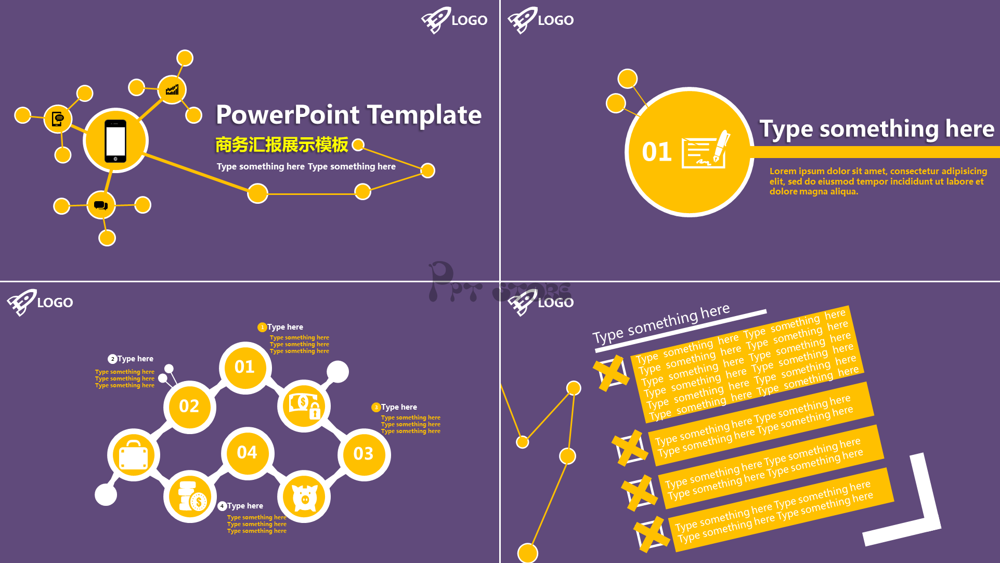 LOGO
PowerPoint Template
商务汇报展示模板
Type something here Type something here
LOGO
01
Type something here
Lorem ipsum dolor sit amet, consectetur adipisicing
elit, sed do eiusmod tempor incididunt ut labore et
dolore magna aliqua.
PPT STORE
LOGO
1 Type here
Type something here
Type something here
Type something here
2 Type here
Type something here
Type something here
Type something here
01
02
3 Type here
Type something here
Type something here
Type something here
04
03
4 Type here
Type something here
Type something here
Type something here
LOGO
Type something here
Type something here Type something here
Type something here Type something here
Type something here Type something here
Type something here Type something here
Type something here Type something here
Type something here Type something here
Type something here Type something here
Type something here Type something here
Type something here Type something here
Type something here Type something here
Type something here Type something here
Type something here Type something here